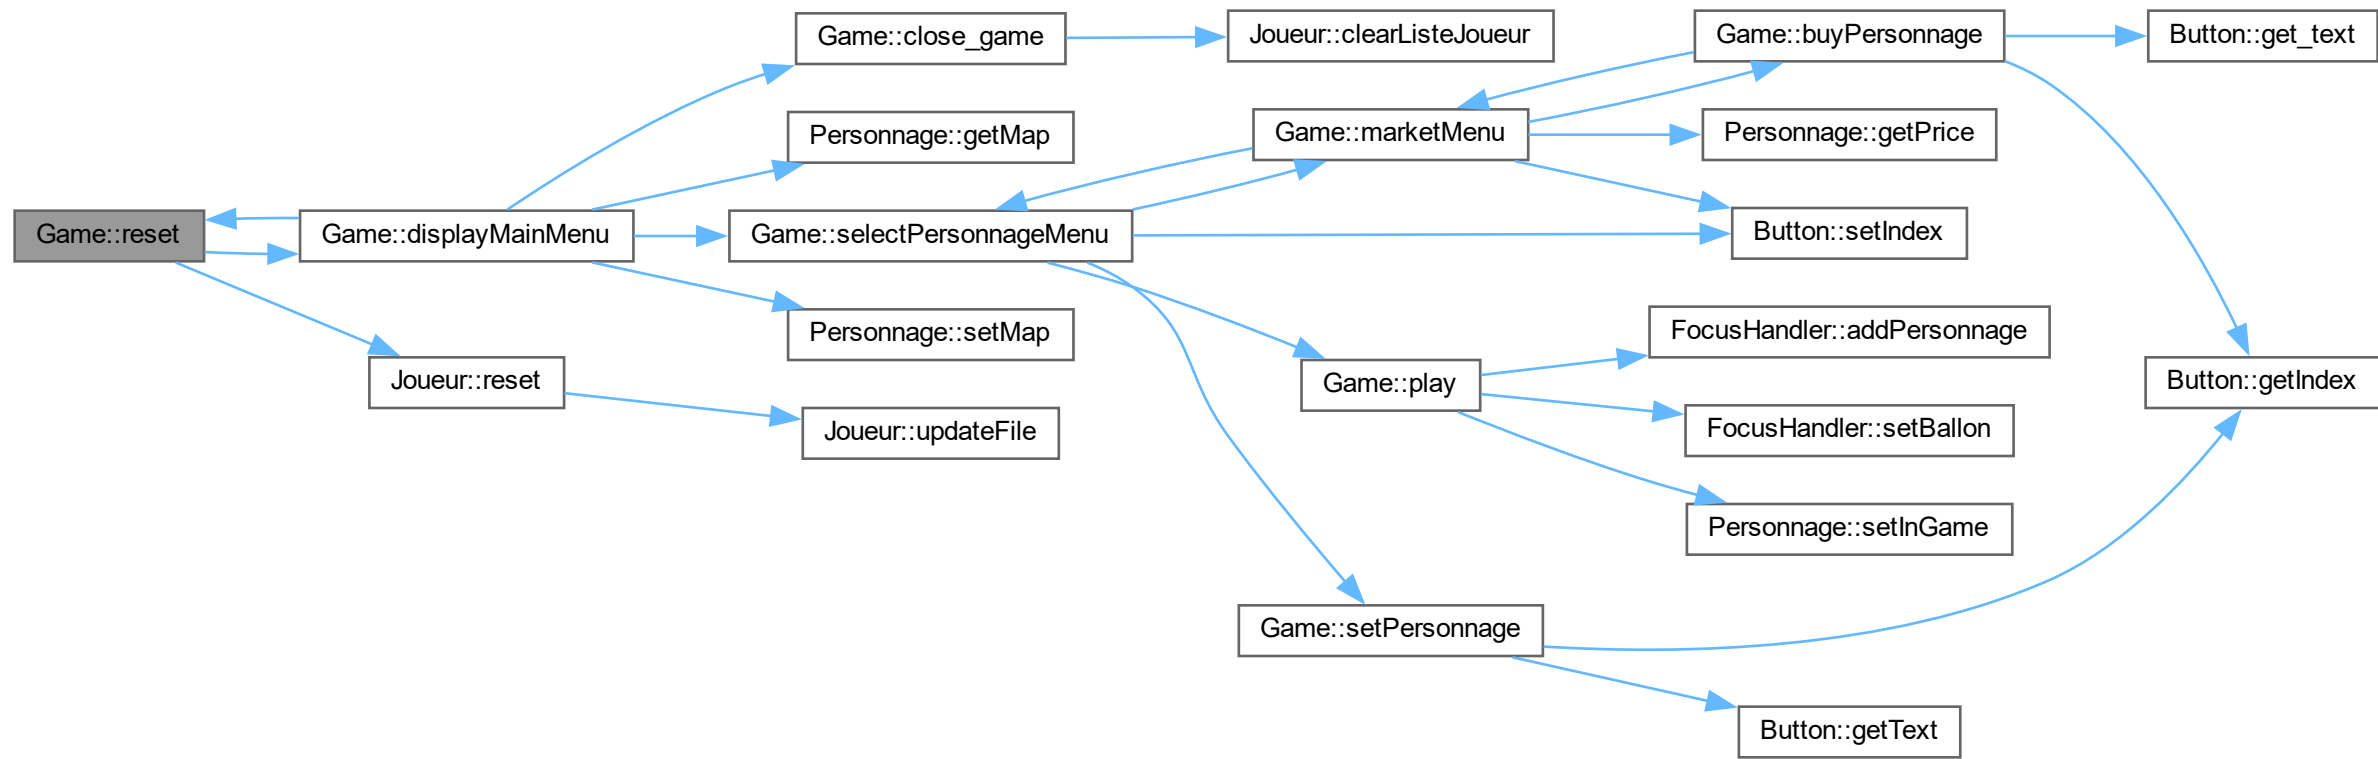 Game::reset
Game::displayMainMenu
Joueur::reset
Game::close_game
Personnage::getMap
Game::selectPersonnageMenu
Personnage::setMap
Joueur::updateFile
Joueur::clearListeJoueur
Game::marketMenu
Game::play
Game::setPersonnage
Game::buyPersonnage
Personnage::getPrice
Button::setIndex
FocusHandler::addPersonnage
FocusHandler::setBallon
Personnage::setInGame
Button::getText
Button::get_text
Button::getIndex